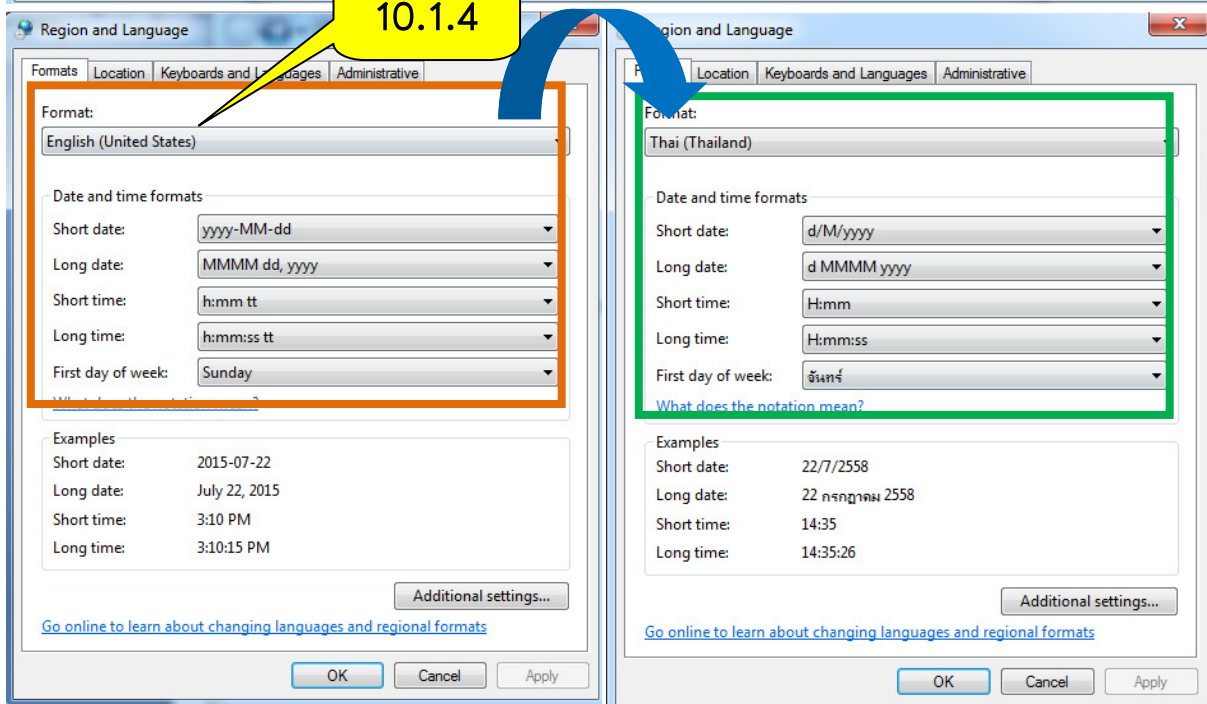 10.1.4
Region and Language
Formats Location Keyboards and Languages Administrative
Format:
English (United States)
Date and time formats
Short date: yyyy-MM-dd
Long date: MMMM dd, yyyy
Short time: h:mm tt
Long time: h:mm:ss tt
First day of week: Sunday
What does the notation mean?
Examples
Short date: 2015-07-22
Long date: July 22, 2015
Short time: 3:10 PM
Long time: 3:10:15 PM
Additional settings...
Go online to learn about changing languages and regional formats
OK Cancel Apply
gion and Language
Location Keyboards and Languages Administrative
Format:
Thai (Thailand)
Date and time formats
Short date: d/M/yyyy
Long date: d MMMM yyyy
Short time: H:mm
Long time: H:mm:ss
First day of week: จันทร์
What does the notation mean?
Examples
Short date: 22/7/2558
Long date: 22 กรกฎาคม 2558
Short time: 14:35
Long time: 14:35:26
Additional settings...
Go online to learn about changing languages and regional formats
OK Cancel Apply